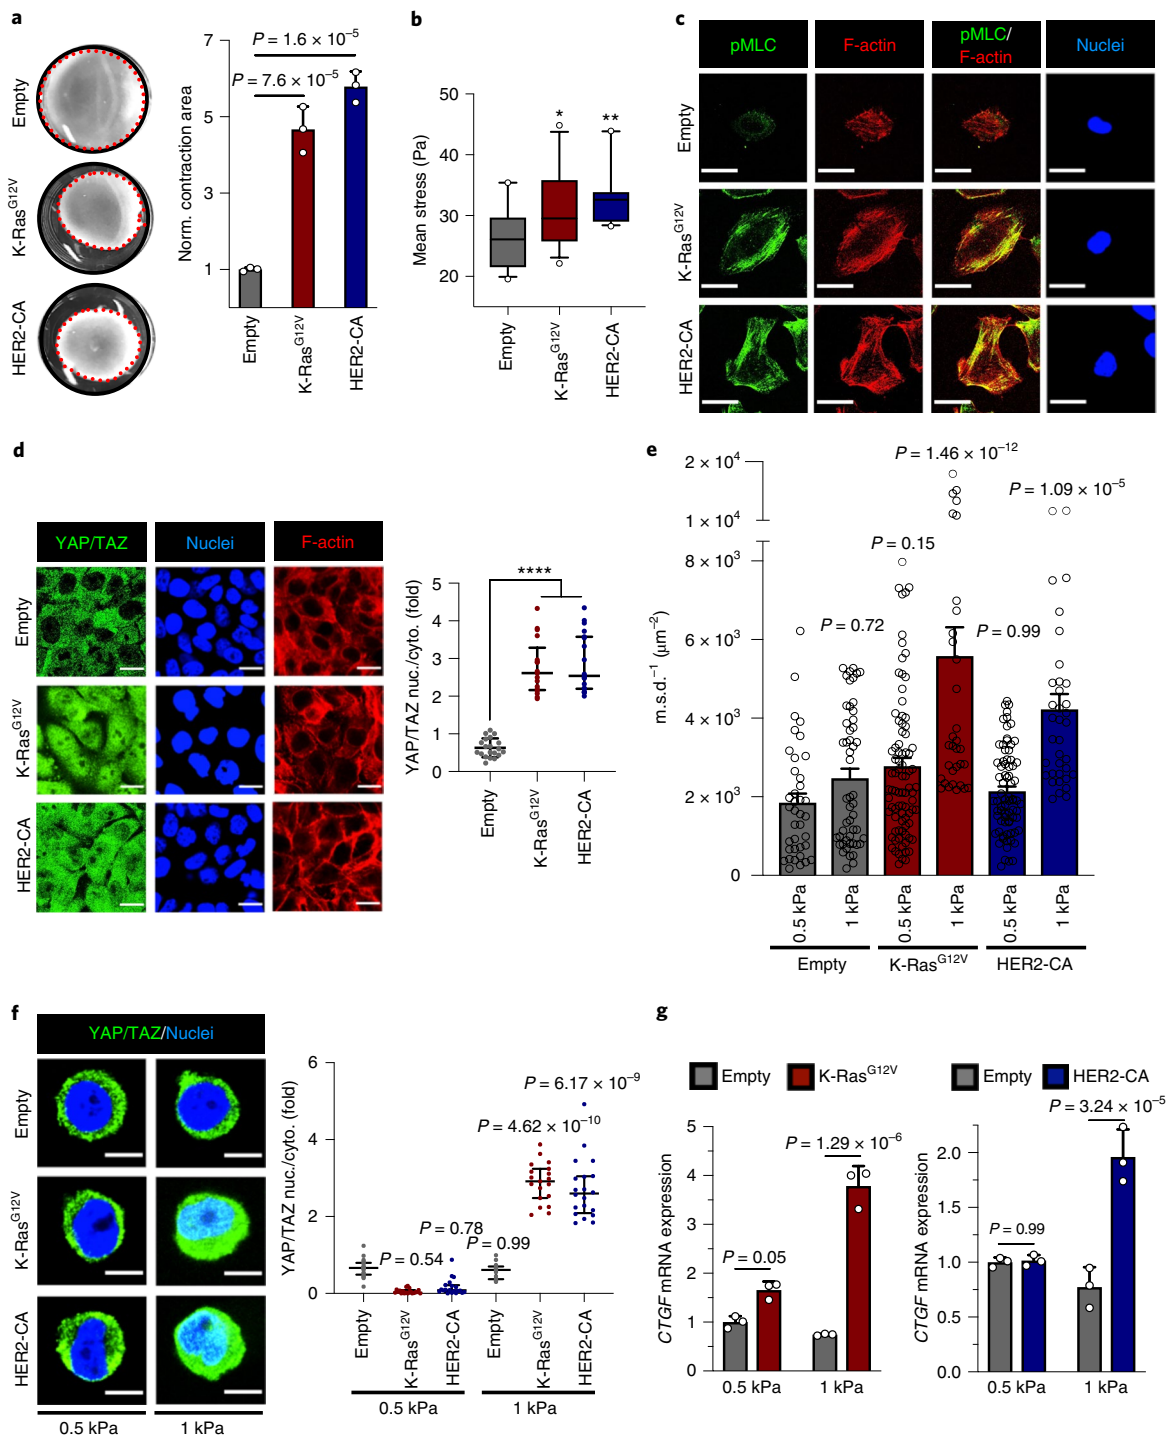 a
Empty
K-RasG12V
HER2-CA
Norm. contraction area
7
5
3
1
P = 1.6 × 10−5
P = 7.6 × 10−5
Empty
K-RasG12V
HER2-CA
b
Mean stress (Pa)
50
40
30
20
*
**
Empty
K-RasG12V
HER2-CA
c
pMLC
F-actin
pMLC/
F-actin
Nuclei
Empty
K-RasG12V
HER2-CA
d
YAP/TAZ
Nuclei
F-actin
Empty
K-RasG12V
HER2-CA
YAP/TAZ nuc./cyto. (fold)
5
4
3
2
1
0
****
Empty
K-RasG12V
HER2-CA
e
m.s.d.−1 (μm−2)
2 × 104
1 × 104
8 × 103
6 × 103
4 × 103
2 × 103
0
P = 0.72
P = 0.15
P = 1.46 × 10−12
P = 0.99
P = 1.09 × 10−5
0.5 kPa
1 kPa
0.5 kPa
1 kPa
0.5 kPa
1 kPa
Empty
K-RasG12V
HER2-CA
f
YAP/TAZ/Nuclei
Empty
K-RasG12V
HER2-CA
0.5 kPa
1 kPa
YAP/TAZ nuc./cyto. (fold)
6
4
2
0
P = 6.17 × 10−9
P = 4.62 × 10−10
P = 0.78
P = 0.54
P = 0.99
Empty
K-RasG12V
HER2-CA
Empty
K-RasG12V
HER2-CA
0.5 kPa
1 kPa
g
Empty
K-RasG12V
CTGF mRNA expression
5
4
3
2
1
0
P = 1.29 × 10−6
P = 0.05
0.5 kPa
1 kPa
Empty
HER2-CA
CTGF mRNA expression
2.0
1.5
1.0
0.5
0.0
P = 3.24 × 10−5
P = 0.99
0.5 kPa
1 kPa